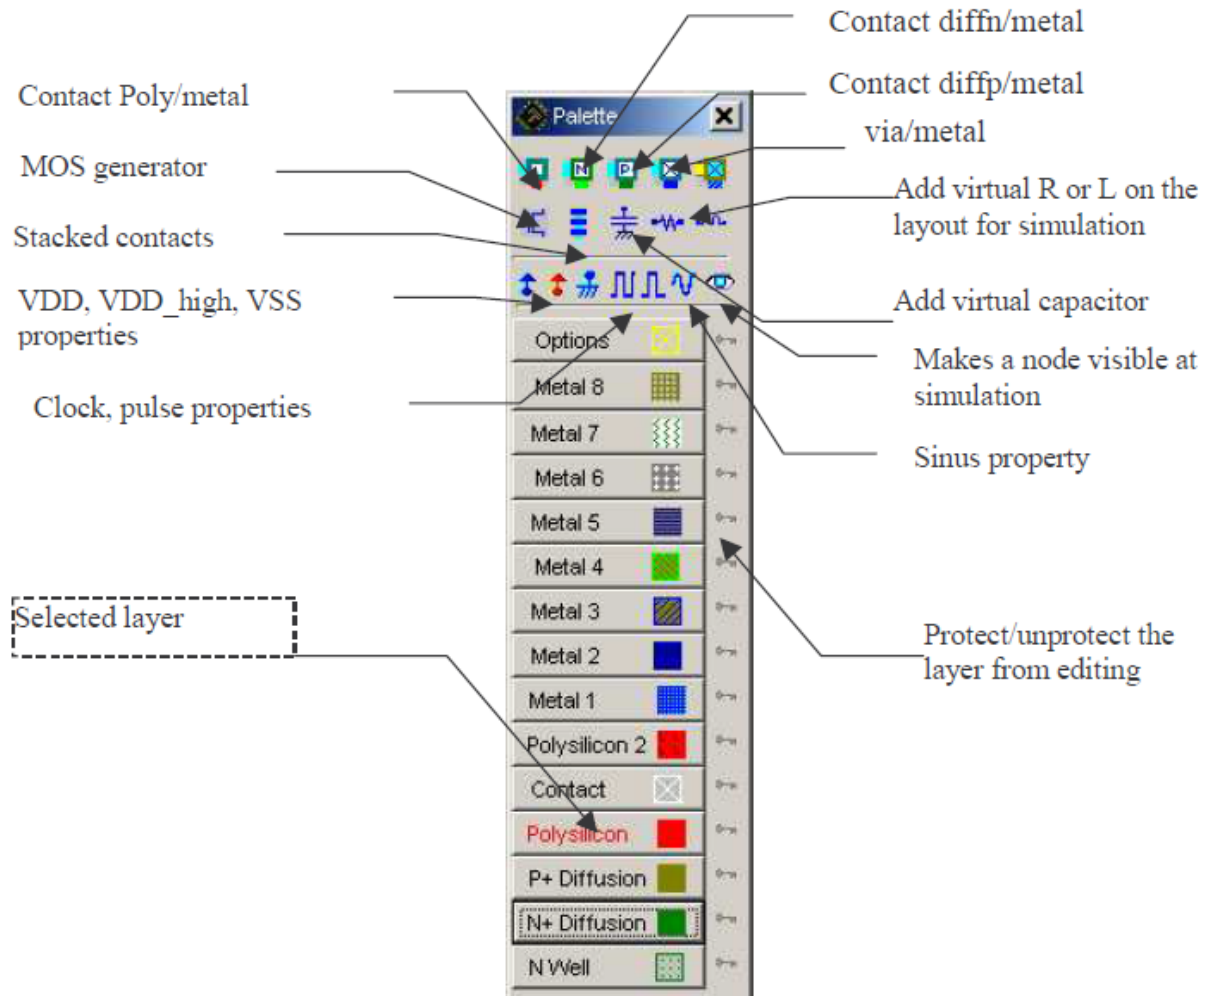 Contact diffn/metal
Contact Poly/metal
Contact diffp/metal
via/metal
MOS generator
Add virtual R or L on the
layout for simulation
Stacked contacts
VDD, VDD_high, VSS
properties
Add virtual capacitor
Makes a node visible at
simulation
Clock, pulse properties
Sinus property
Selected layer
Protect/unprotect the
layer from editing
Palette
N
P
Options
Metal 8
Metal 7
Metal 6
Metal 5
Metal 4
Metal 3
Metal 2
Metal 1
Polysilicon 2
Contact
Polysilicon
P+ Diffusion
N+ Diffusion
N Well